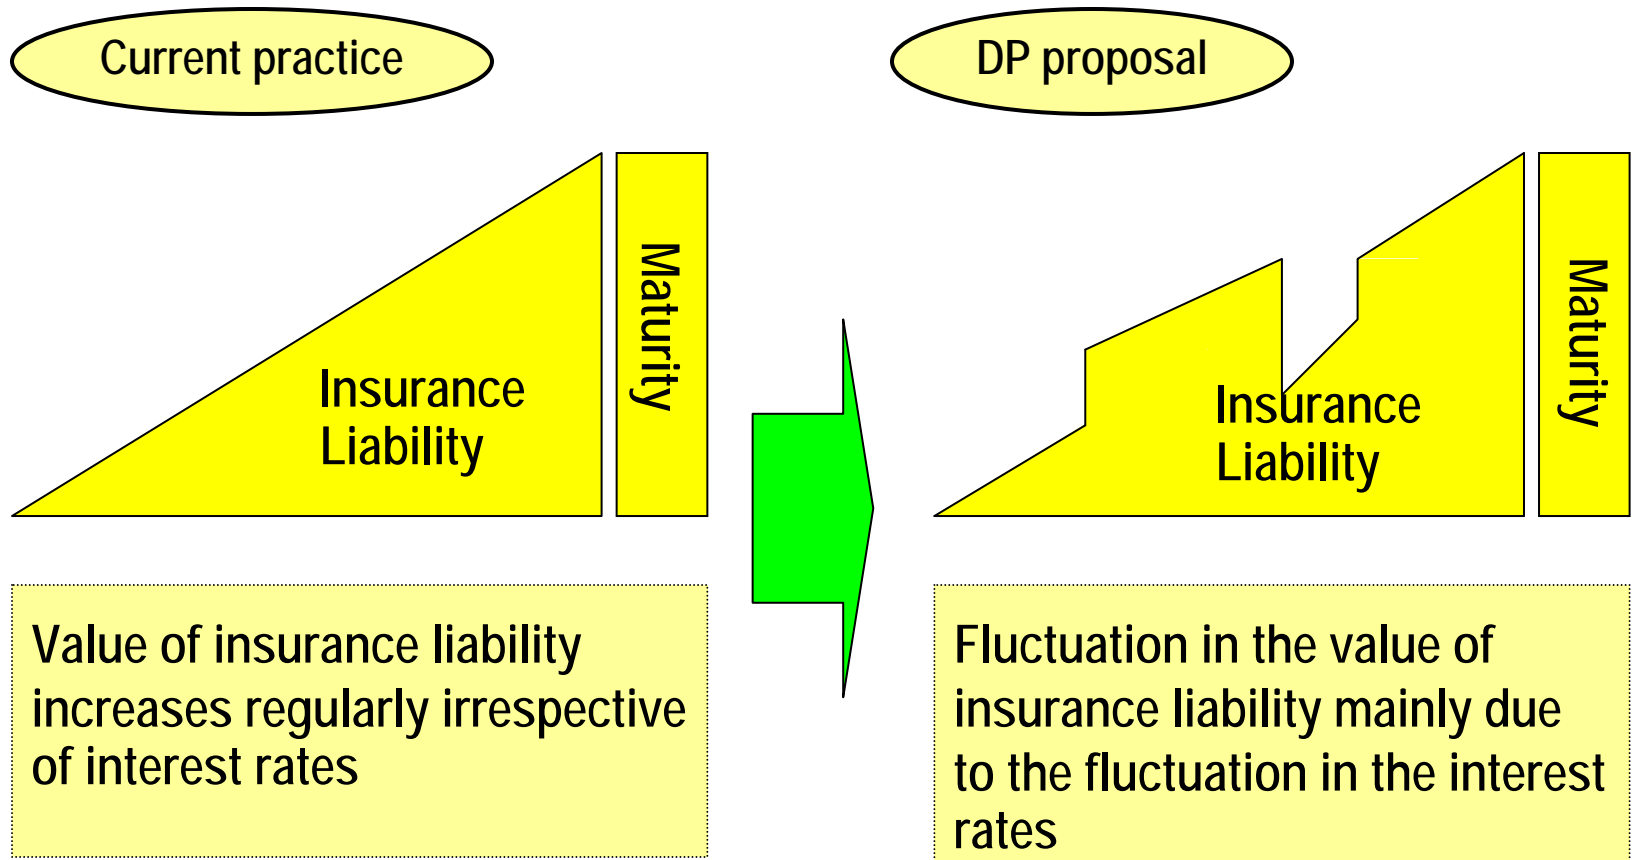 Current practice
DP proposal
Insurance
Liability
Maturity
Insurance
Liability
Maturity
Value of insurance liability
increases regularly irrespective
of interest rates
Fluctuation in the value of
insurance liability mainly due
to the fluctuation in the interest
rates